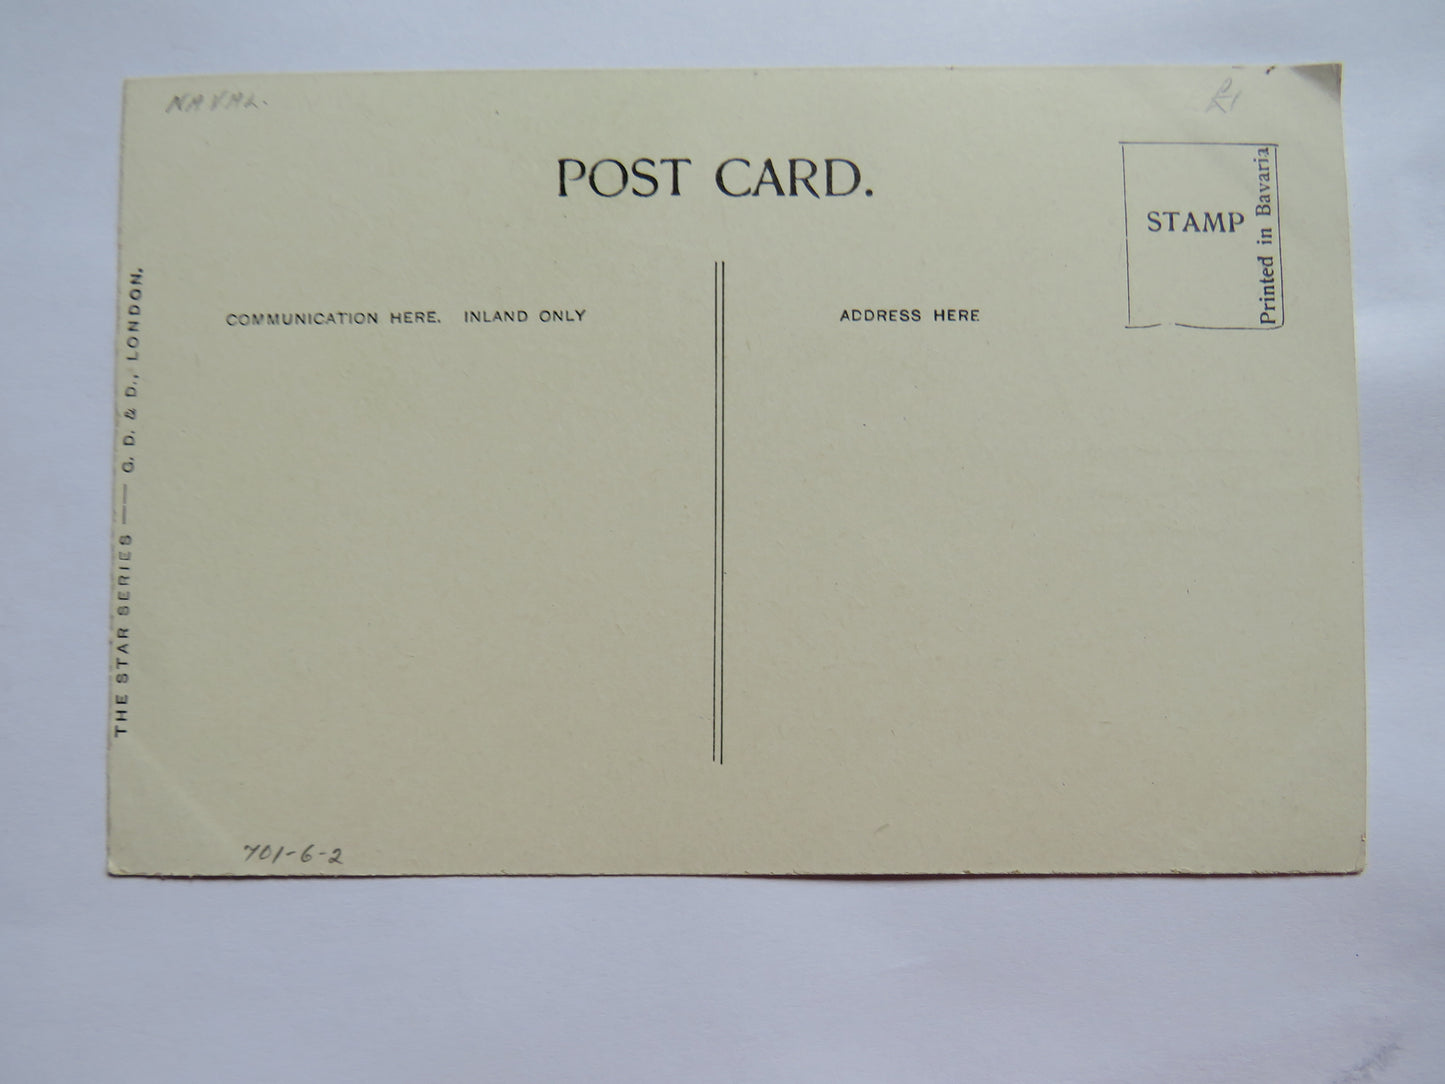 NAVAL.
POST CARD.
STAMP
Printed in Bavaria
COMMUNICATION HERE. INLAND ONLY
ADDRESS HERE
THE STAR SERIES —— G. D. & D., LONDON.
701-6-2